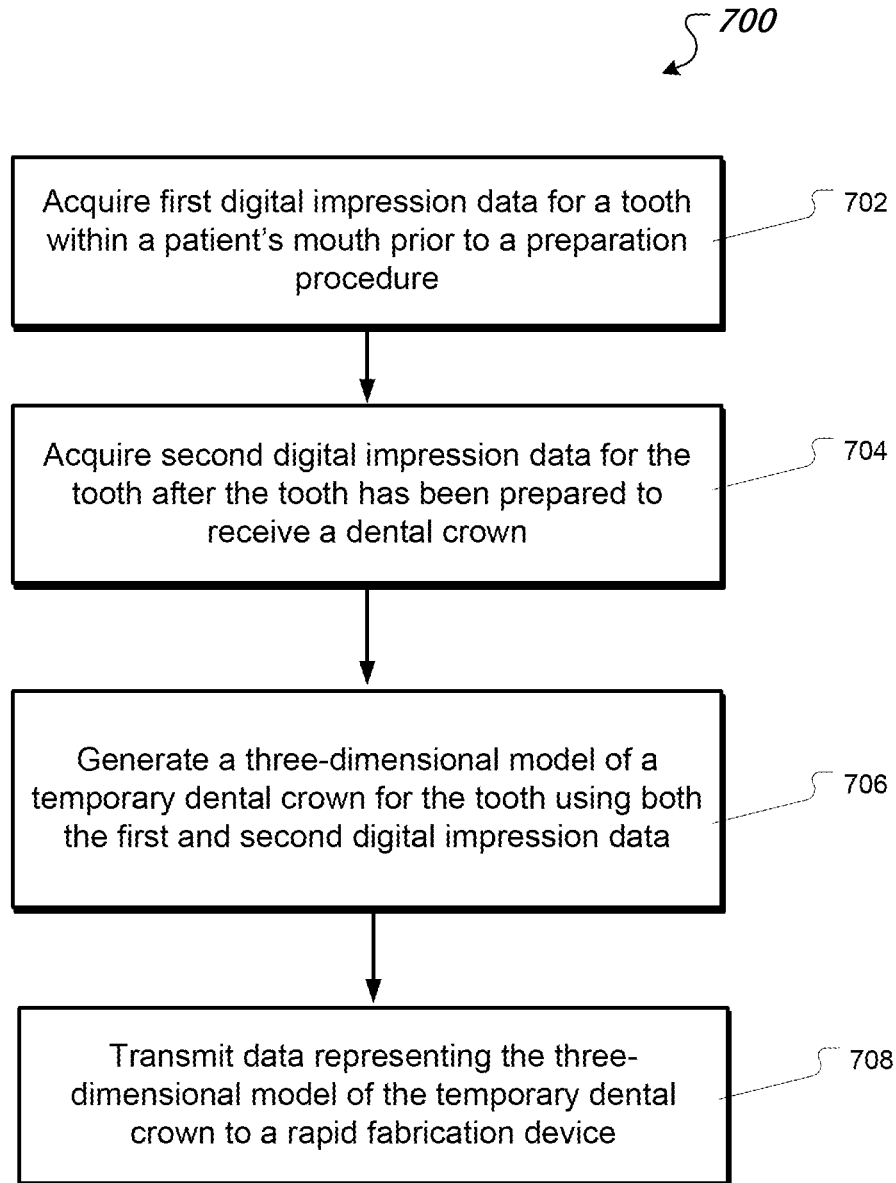 700
Acquire first digital impression data for a tooth
within a patient's mouth prior to a preparation
procedure
702
Acquire second digital impression data for the
tooth after the tooth has been prepared to
receive a dental crown
704
Generate a three-dimensional model of a
temporary dental crown for the tooth using both
the first and second digital impression data
706
Transmit data representing the three-
dimensional model of the temporary dental
crown to a rapid fabrication device
708